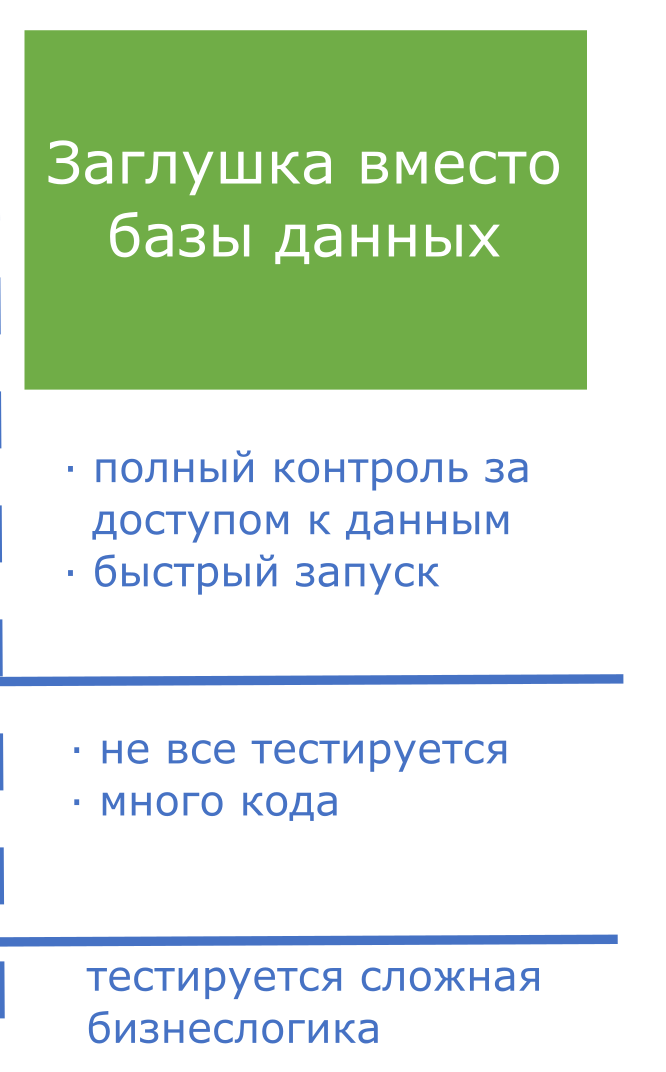 Заглушка вместо
базы данных
· полный контроль за
доступом к данным
· быстрый запуск
· не все тестируется
· много кода
тестируется сложная
бизнеслогика